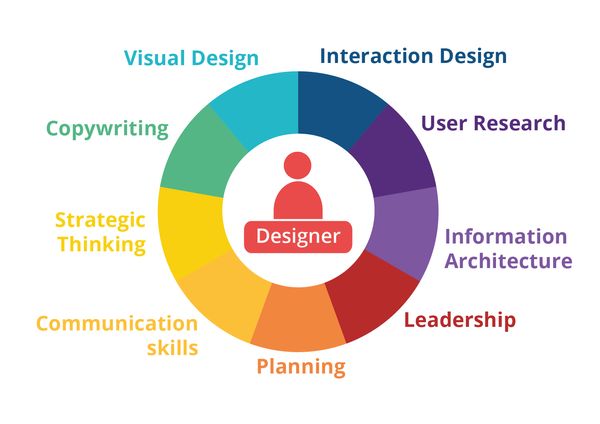 Visual Design
Interaction Design
Copywriting
User Research
Designer
Strategic
Thinking
Information
Architecture
Communication
skills
Leadership
Planning